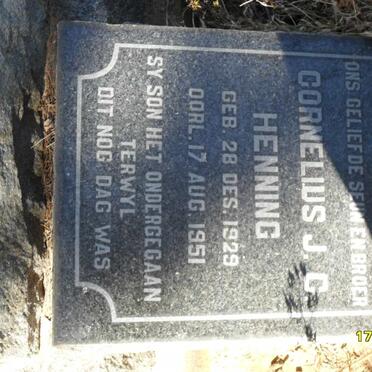 ONS GELIEFDE SEUN EN BROER
CORNELIUS J. C.
HENNING
GEB. 28 DES. 1929
OORL. 17 AUG. 1951
SY SON HET ONDERGEGAAN
TERWYL
DIT NOG DAG WAS
17